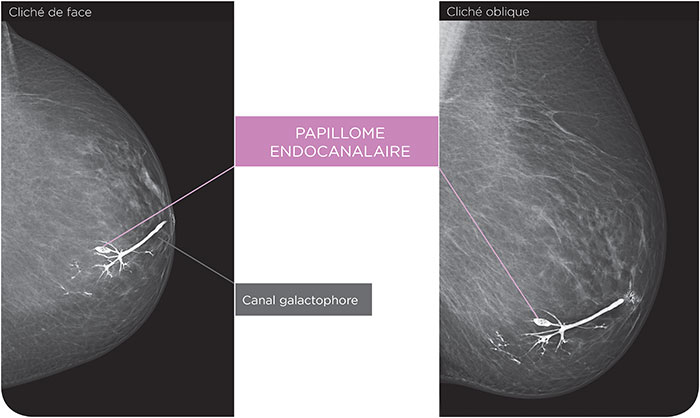 Cliché de face
Cliché oblique
PAPILLOME
ENDOCANALAIRE
Canal galactophore